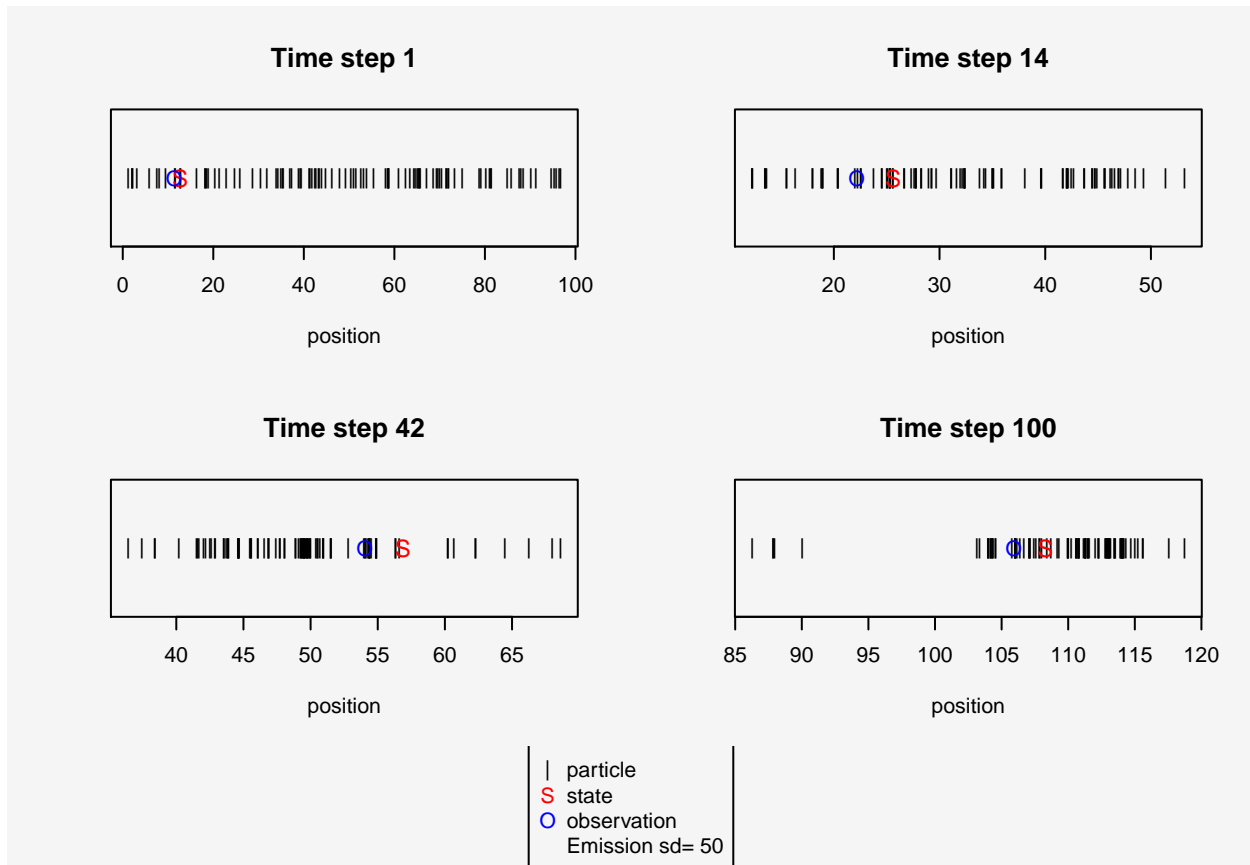 Time step 1
O S
0 20 40 60 80 100
position
Time step 14
O S
20 30 40 50
position
Time step 42
O S
40 45 50 55 60 65
position
Time step 100
O S
85 90 95 100 105 110 115 120
position
| particle
S state
O observation
Emission sd= 50